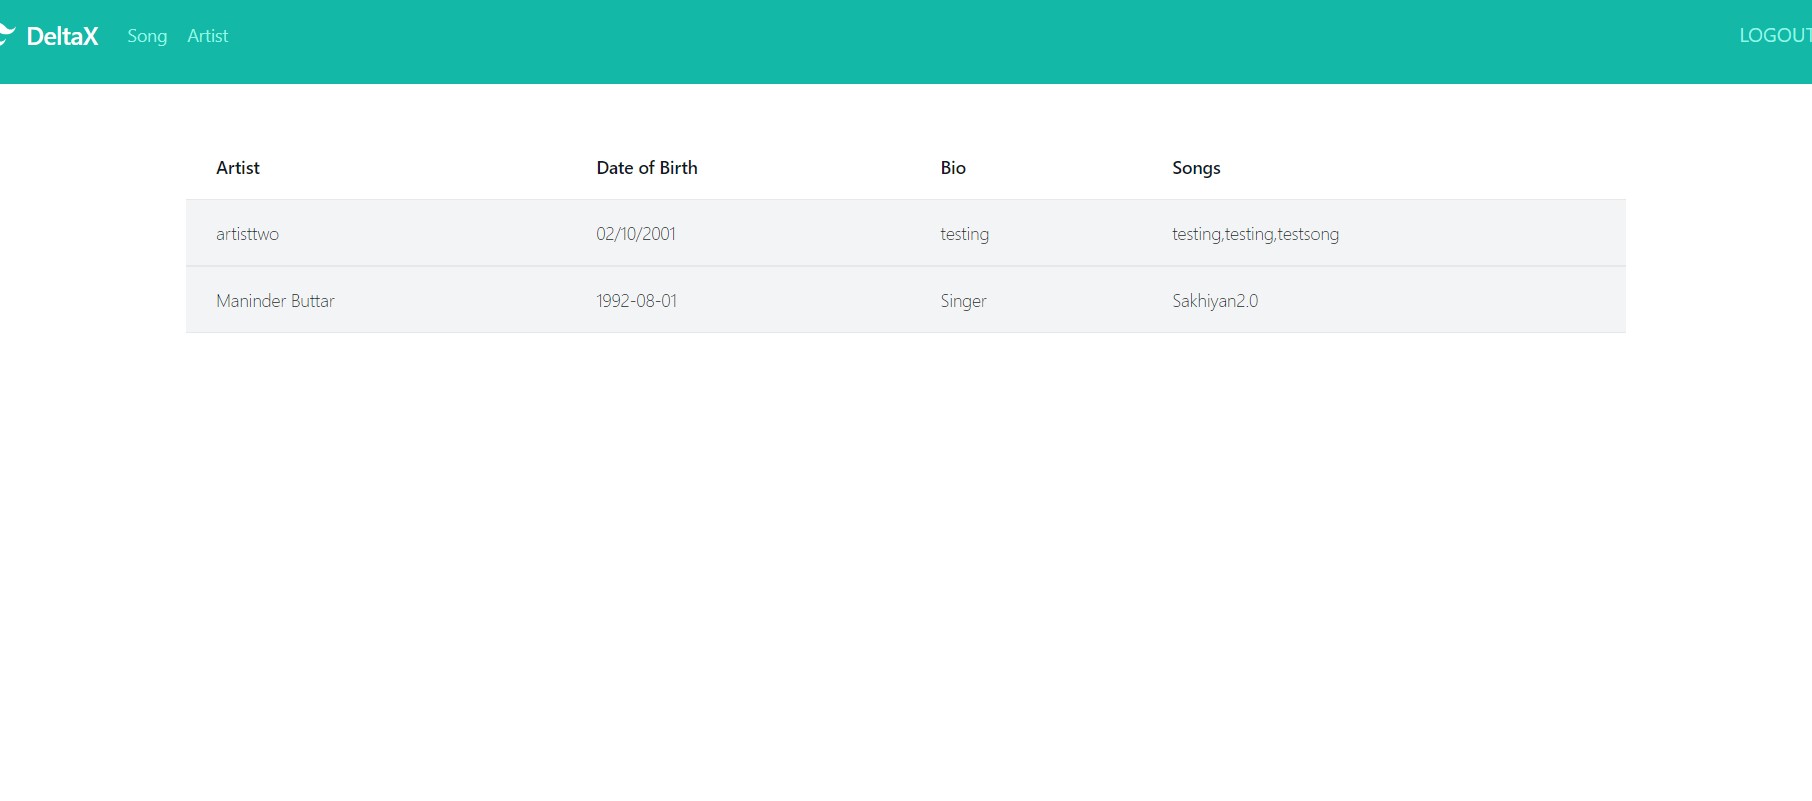 DeltaX Song Artist LOGOUT
Artist Date of Birth Bio Songs
artisttwo 02/10/2001 testing testing,testing,testsong
Maninder Buttar 1992-08-01 Singer Sakhiyan2.0